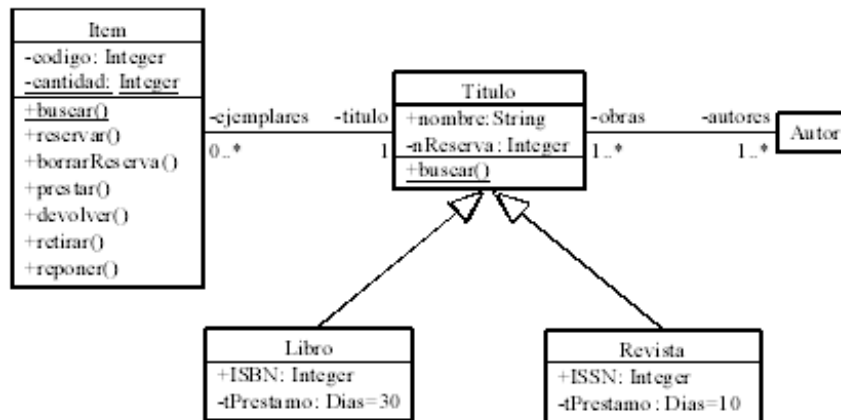 Item
-codigo: Integer
-cantidad: Integer
+buscar()
+reservar()
+borrarReserva()
+prestar()
+devolver()
+retirar()
+reponer()
-ejemplares
0..*
-titulo
1
Titulo
+nombre:String
-nReserva: Integer
+buscar()
-obras
1..*
-autores
1..*
Autor
Libro
+ISBN: Integer
-tPrestamo: Dias=30
Revista
+ISSN: Integer
-tPrestamo: Dias=10